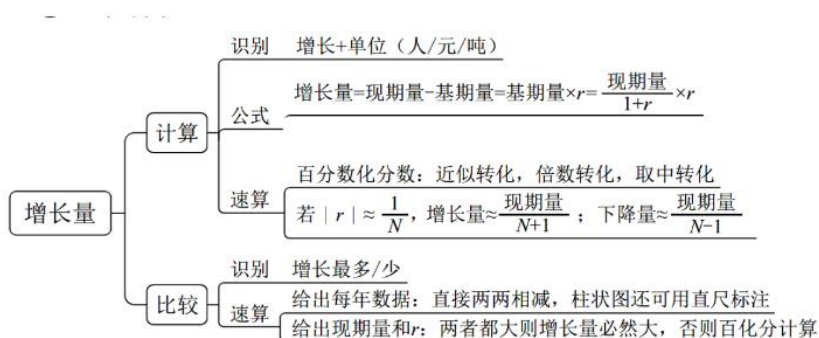 识别 增长+单位（人/元/吨）
增长量=现期量-基期量=基期量×r=现期量/1+r×r
公式
计算
百分数化分数：近似转化，倍数转化，取中转化
速算
若｜r｜≈1/N，增长量≈现期量/N+1；下降量≈现期量/N-1
增长量
识别 增长最多/少
比较
给出每年数据：直接两两相减，柱状图还可用直尺标注
速算
给出现期量和r：两者都大则增长量必然大，否则百化分计算